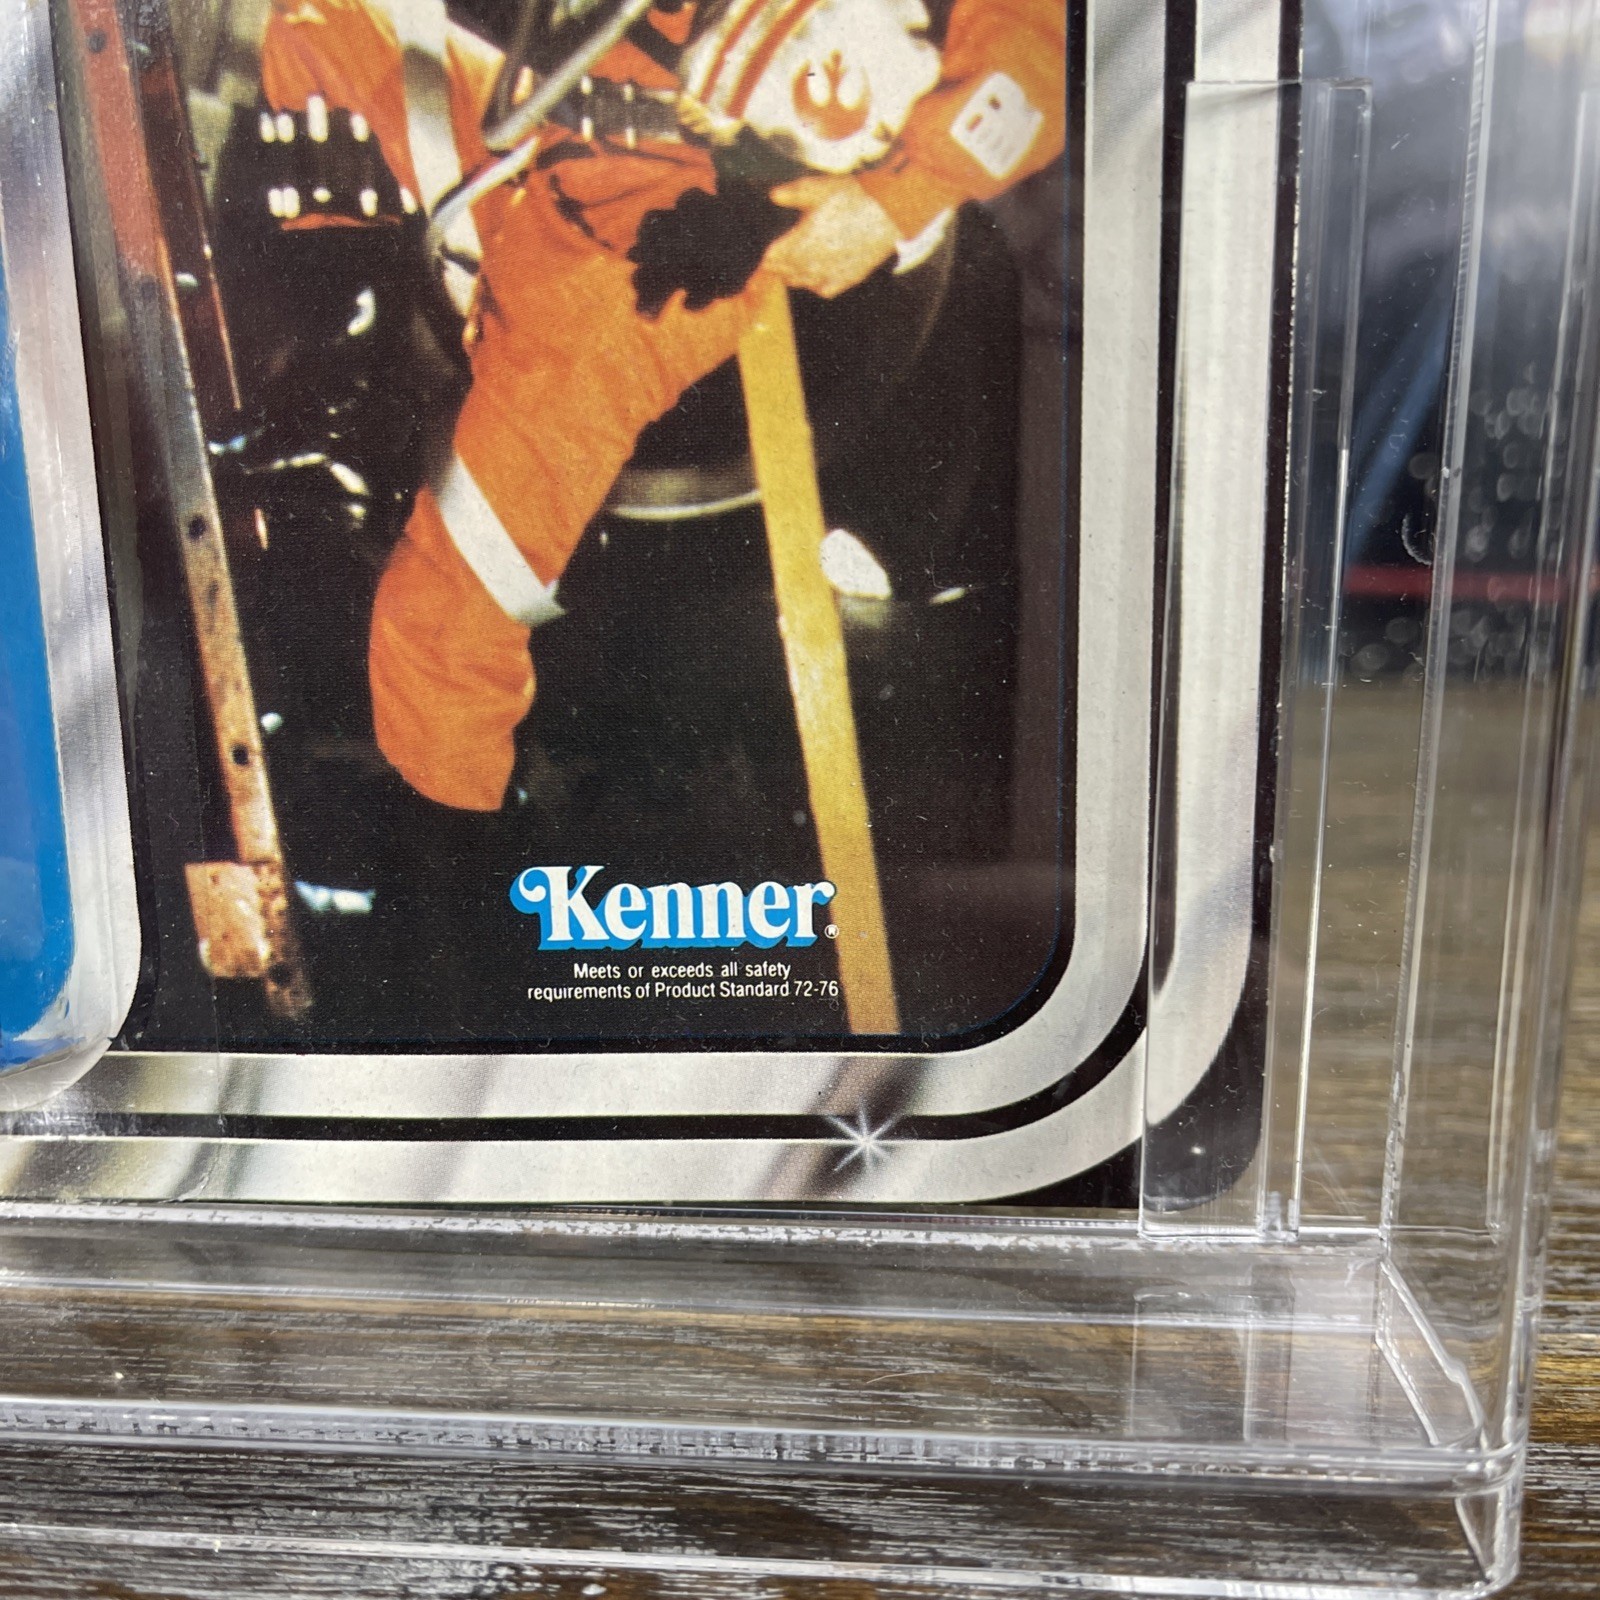 Kenner®
Meets or exceeds all safety
requirements of Product Standard 72-76